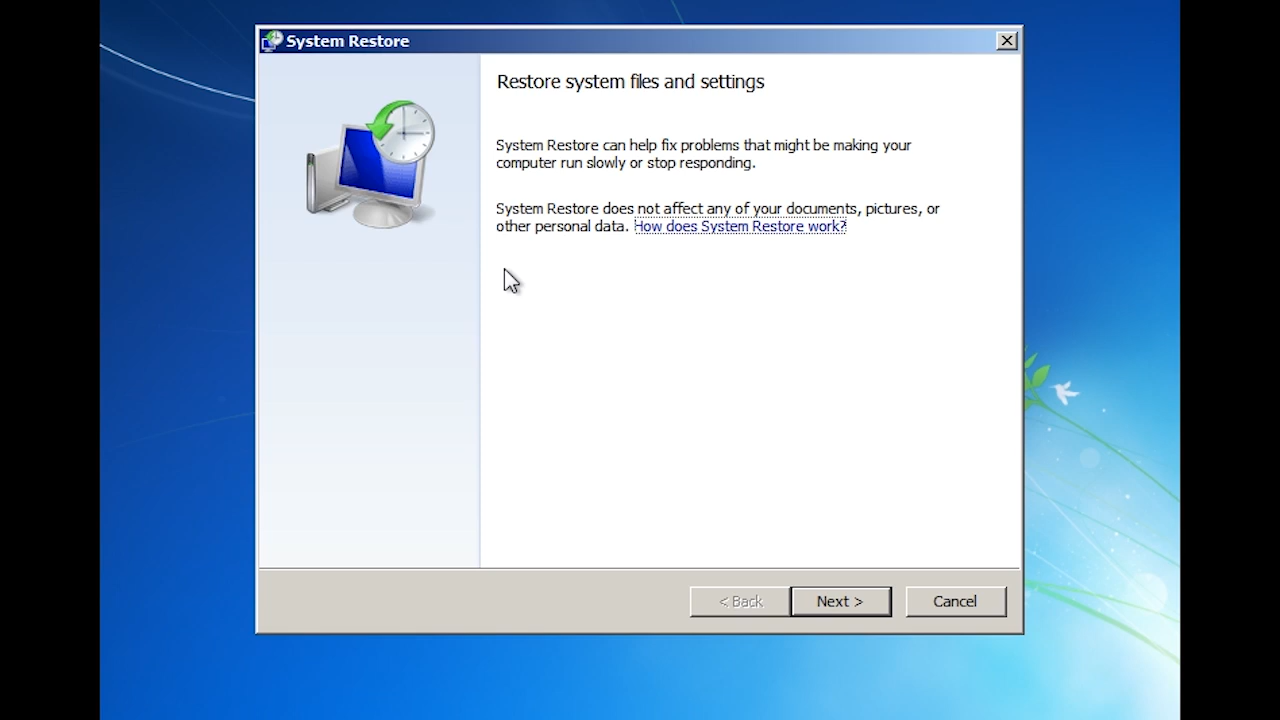 System Restore
Restore system files and settings
System Restore can help fix problems that might be making your
computer run slowly or stop responding.
System Restore does not affect any of your documents, pictures, or
other personal data. How does System Restore work?
< Back
Next >
Cancel